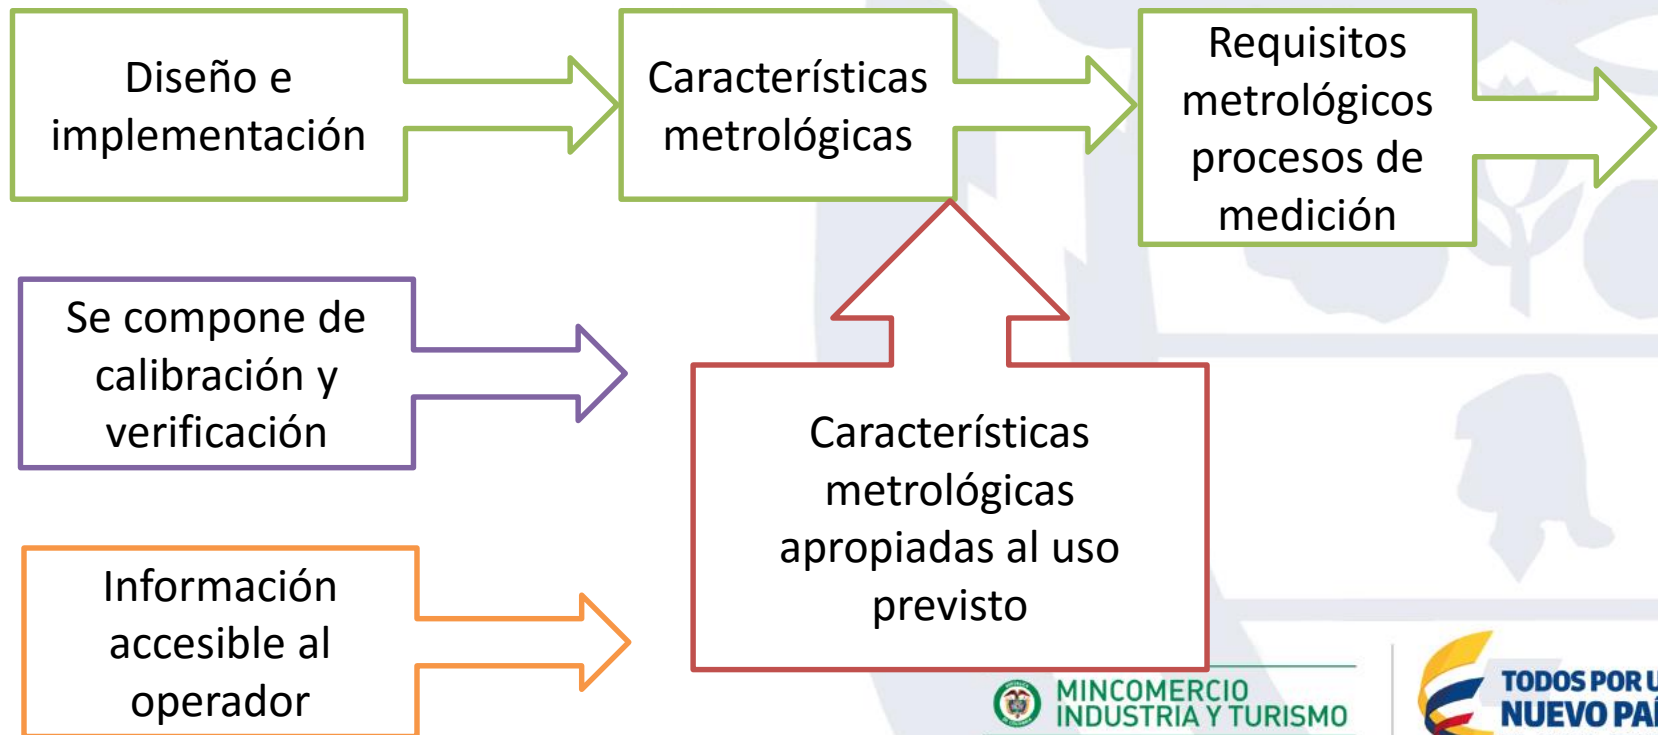 Diseño e
implementación
Característícas
metrológicas
Requisitos
metrológicos
procesos de
medición
Se compone de
calibración y
verificación
Características
metrológicas
apropiadas al uso
previsto
Información
accesible al
operador
MINCOMERCIO
INDUSTRIA Y TURISMO
TODOS POR U
NUEVO PAÍ